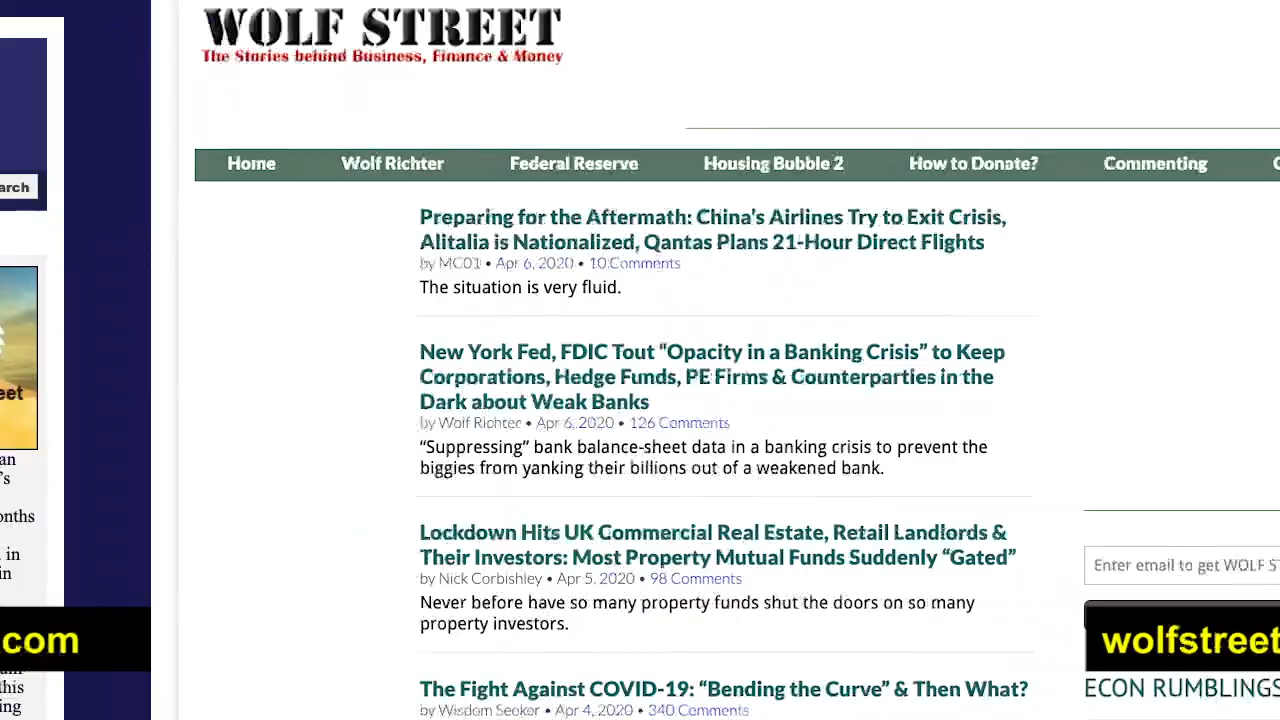 WOLF STREET
The Stories behind Business, Finance & Money
Home Wolf Richter Federal Reserve Housing Bubble 2 How to Donate? Commenting
arch
Preparing for the Aftermath: China's Airlines Try to Exit Crisis,
Alitalia is Nationalized, Qantas Plans 21-Hour Direct Flights
by MC01 • Apr 6, 2020 • 10 Comments
The situation is very fluid.
New York Fed, FDIC Tout “Opacity in a Banking Crisis” to Keep
Corporations, Hedge Funds, PE Firms & Counterparties in the
Dark about Weak Banks
by Wolf Richter • Apr 6, 2020 • 126 Comments
“Suppressing” bank balance-sheet data in a banking crisis to prevent the
biggies from yanking their billions out of a weakened bank.
Lockdown Hits UK Commercial Real Estate, Retail Landlords &
Their Investors: Most Property Mutual Funds Suddenly “Gated”
by Nick Corbishley • Apr 5, 2020 • 98 Comments
Never before have so many property funds shut the doors on so many
property investors.
The Fight Against COVID-19: “Bending the Curve” & Then What?
by Wisdom Seeker • Apr 4, 2020 • 340 Comments
eet
an
's
onths
in
in
.com
this
ing
Enter email to get WOLF ST
wolfstreet
ECON RUMBLINGS